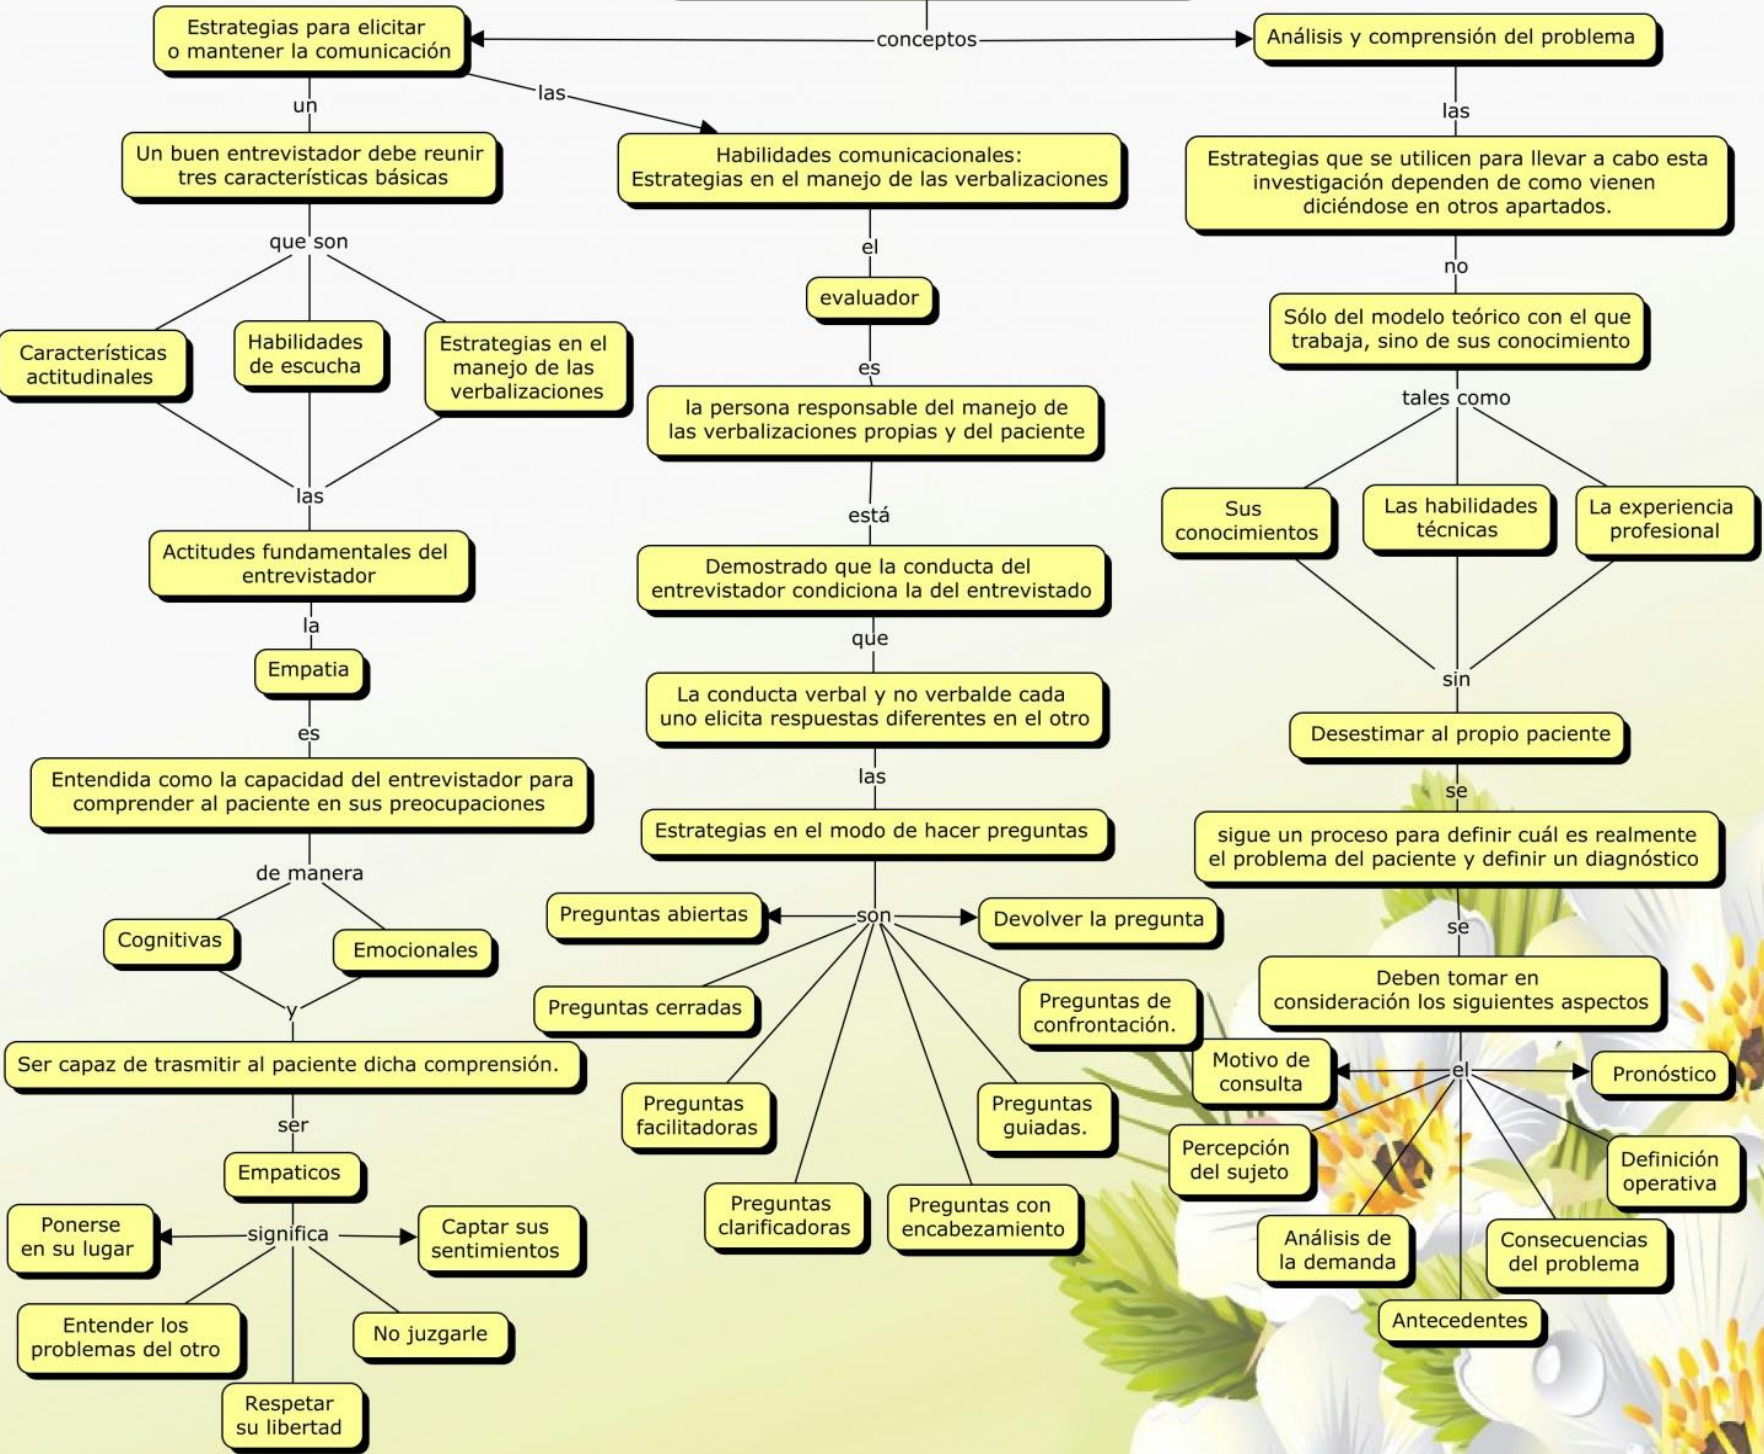 conceptos
Estrategias para elicitar
o mantener la comunicación
un
Un buen entrevistador debe reunir
tres características básicas
que son
Características
actitudinales
Habilidades
de escucha
Estrategias en el
manejo de las
verbalizaciones
las
Actitudes fundamentales del
entrevistador
la
Empatia
es
Entendida como la capacidad del entrevistador para
comprender al paciente en sus preocupaciones
de manera
Cognitivas
Emocionales
y
Ser capaz de trasmitir al paciente dicha comprensión.
ser
Empaticos
significa
Ponerse
en su lugar
Captar sus
sentimientos
Entender los
problemas del otro
No juzgarle
Respetar
su libertad
las
Habilidades comunicacionales:
Estrategias en el manejo de las verbalizaciones
el
evaluador
es
la persona responsable del manejo de
las verbalizaciones propias y del paciente
está
Demostrado que la conducta del
entrevistador condiciona la del entrevistado
que
La conducta verbal y no verbalde cada
uno elicita respuestas diferentes en el otro
las
Estrategias en el modo de hacer preguntas
son
Preguntas abiertas
Devolver la pregunta
Preguntas cerradas
Preguntas de
confrontación.
Preguntas
facilitadoras
Preguntas
guiadas.
Preguntas
clarificadoras
Preguntas con
encabezamiento
Análisis y comprensión del problema
las
Estrategias que se utilicen para llevar a cabo esta
investigación dependen de como vienen
diciéndose en otros apartados.
no
Sólo del modelo teórico con el que
trabaja, sino de sus conocimiento
tales como
Sus
conocimientos
Las habilidades
técnicas
La experiencia
profesional
sin
Desestimar al propio paciente
se
sigue un proceso para definir cuál es realmente
el problema del paciente y definir un diagnóstico
se
Deben tomar en
consideración los siguientes aspectos
el
Motivo de
consulta
Pronóstico
Percepción
del sujeto
Definición
operativa
Análisis de
la demanda
Consecuencias
del problema
Antecedentes